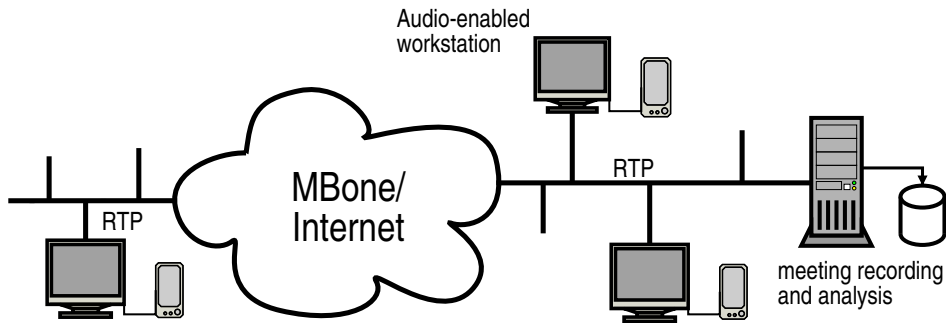 Audio-enabled
workstation
RTP
MBone/
Internet
RTP
meeting recording
and analysis